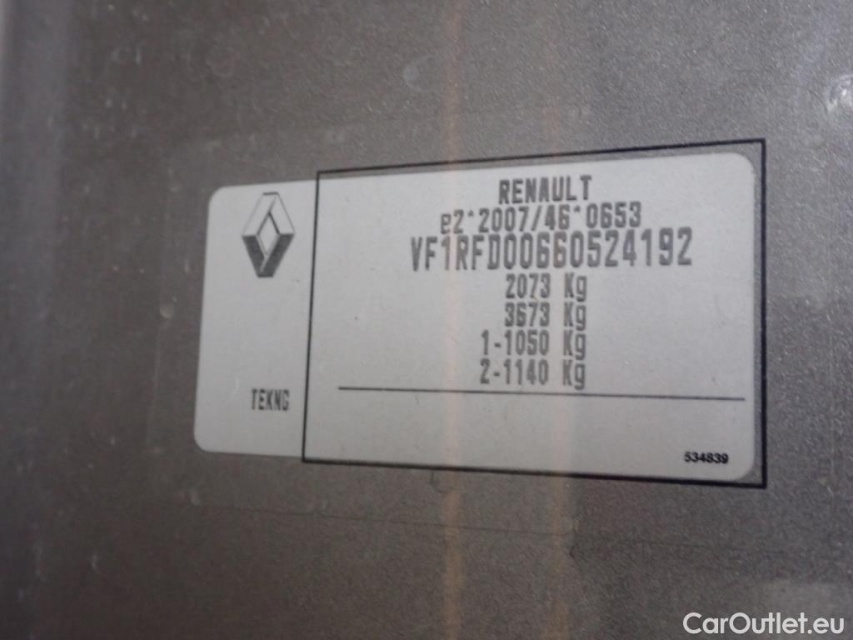 RENAULT
e2*2007/46*0653
VF1RFD00660524192
2073 Kg
3673 Kg
1-1050 Kg
2-1140 Kg
TEKNG
534839
CarOutlet.eu